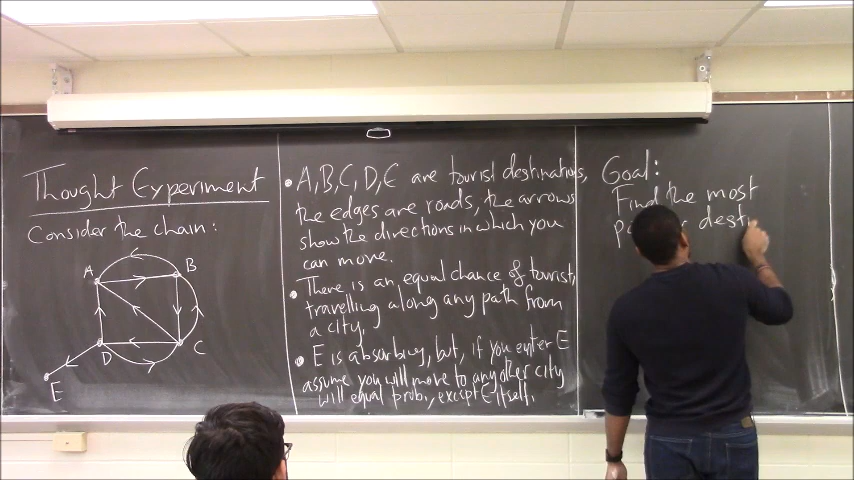 Thought Experiment
Consider the chain:
A
B
C
D
E
• A,B,C,D,E are tourist destinations,
the edges are roads, the arrows
show the directions in which you
can move.
• There is an equal chance of tourist,
travelling along any path from
a city.
• E is absorbing, but, if you enter E
assume you will move to any other city
will equal prob., except E itself.
Goal:
Find the most
desti